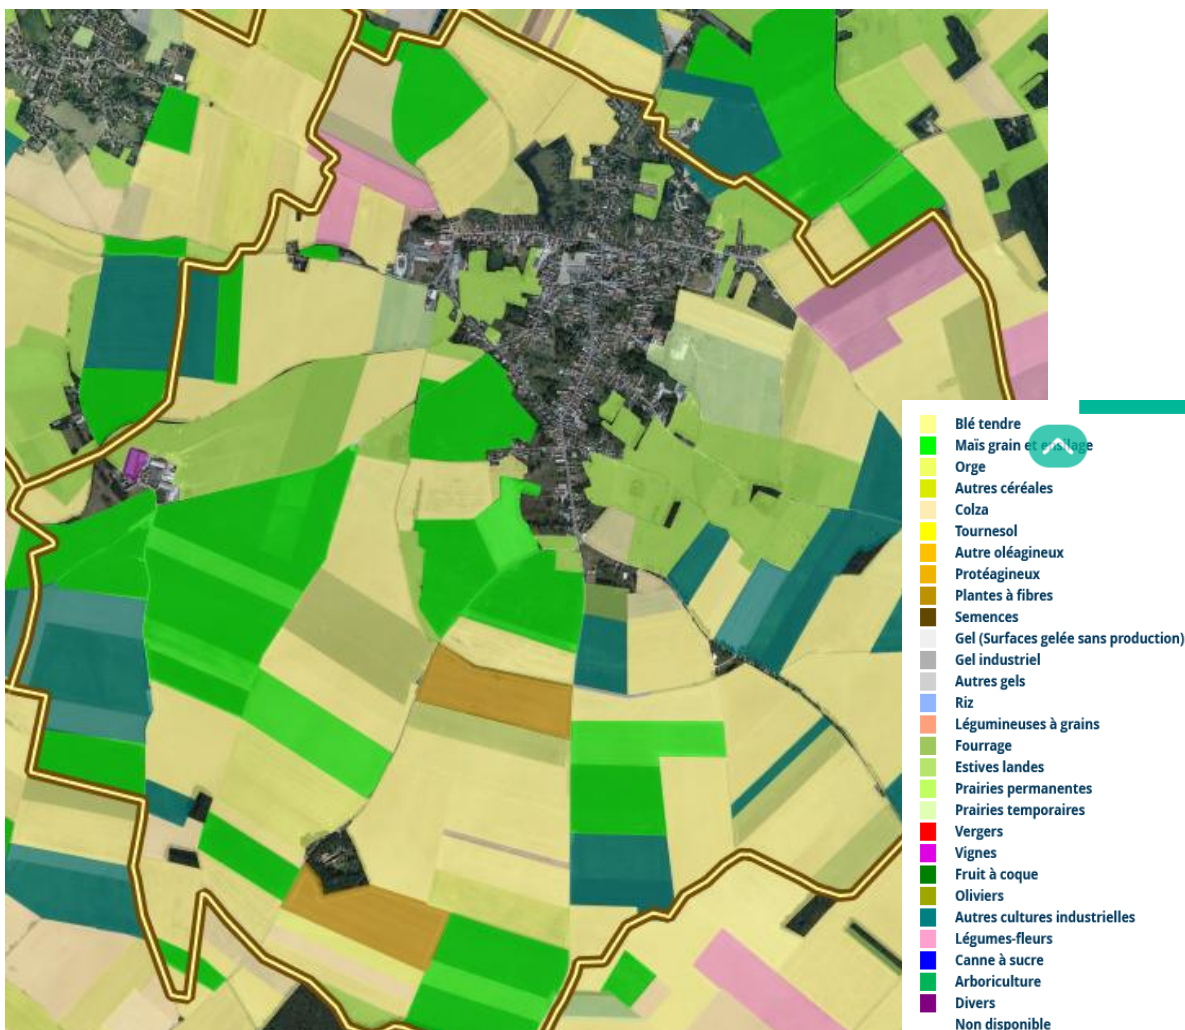 Blé tendre
Maïs grain et ensilage
Orge
Autres céréales
Colza
Tournesol
Autre oléagineux
Protéagineux
Plantes à fibres
Semences
Gel (Surfaces gelée sans production)
Gel industriel
Autres gels
Riz
Légumineuses à grains
Fourrage
Estives landes
Prairies permanentes
Prairies temporaires
Vergers
Vignes
Fruit à coque
Oliviers
Autres cultures industrielles
Légumes-fleurs
Canne à sucre
Arboriculture
Divers
Non disponible